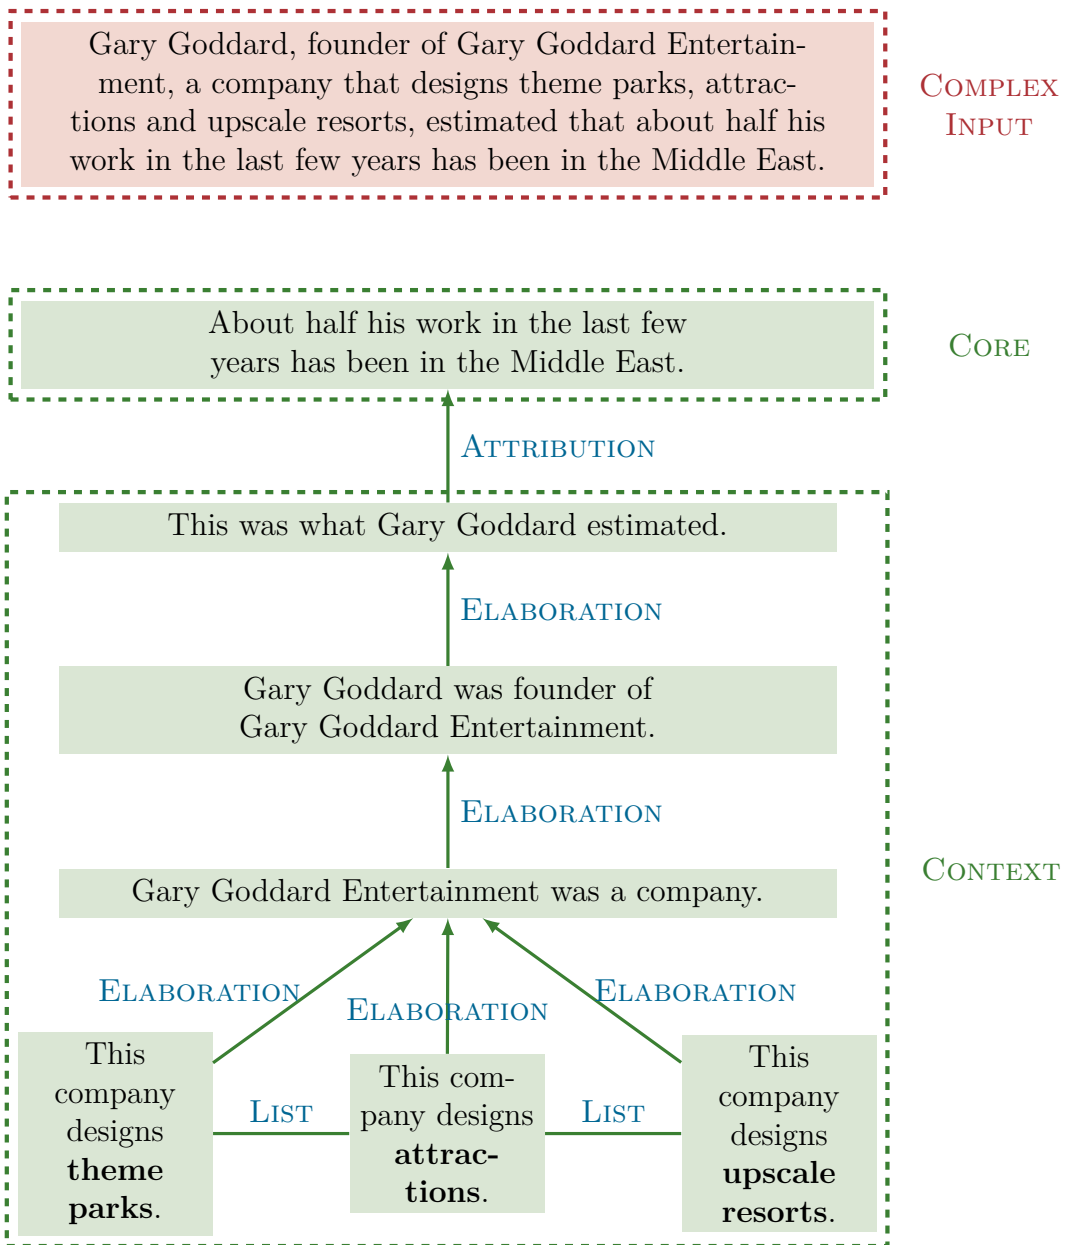 Gary Goddard, founder of Gary Goddard Entertain-
ment, a company that designs theme parks, attrac-
tions and upscale resorts, estimated that about half his
work in the last few years has been in the Middle East.
COMPLEX
INPUT
About half his work in the last few
years has been in the Middle East.
CORE
ATTRIBUTION
This was what Gary Goddard estimated.
ELABORATION
Gary Goddard was founder of
Gary Goddard Entertainment.
ELABORATION
Gary Goddard Entertainment was a company.
CONTEXT
ELABORATION
ELABORATION
ELABORATION
This
company
designs
theme
parks.
LIST
This com-
pany designs
attrac-
tions.
LIST
This
company
designs
upscale
resorts.